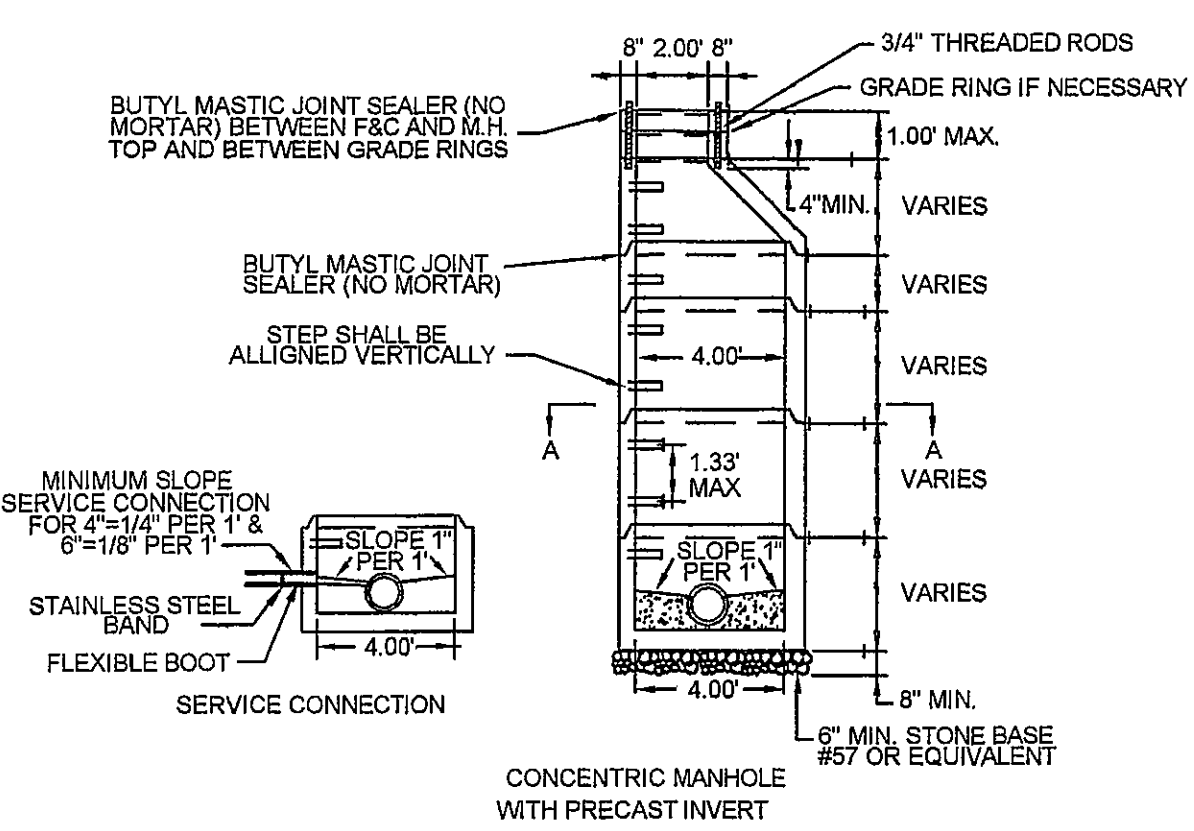 8" 2.00' 8"
3/4" THREADED RODS
GRADE RING IF NECESSARY
BUTYL MASTIC JOINT SEALER (NO
MORTAR) BETWEEN F&C AND M.H.
TOP AND BETWEEN GRADE RINGS
1.00' MAX.
4"MIN.
VARIES
BUTYL MASTIC JOINT
SEALER (NO MORTAR)
VARIES
STEP SHALL BE
ALLIGNED VERTICALLY
4.00'
VARIES
A
A
1.33'
MAX
VARIES
MINIMUM SLOPE
SERVICE CONNECTION
FOR 4"=1/4" PER 1' &
6"=1/8" PER 1'
SLOPE 1"
PER 1'
STAINLESS STEEL
BAND
FLEXIBLE BOOT
4.00'
SERVICE CONNECTION
SLOPE 1"
PER 1'
VARIES
4.00'
8" MIN.
6" MIN. STONE BASE
#57 OR EQUIVALENT
CONCENTRIC MANHOLE
WITH PRECAST INVERT